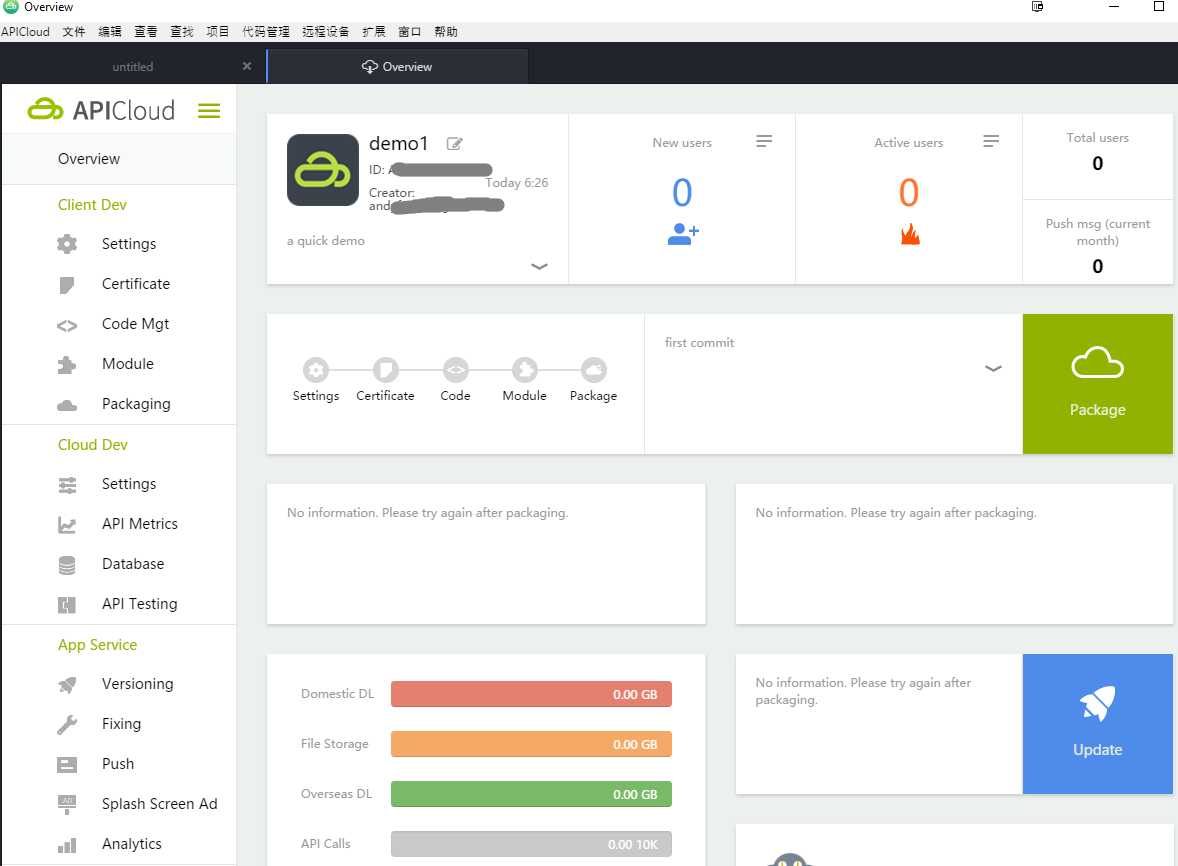 Overview
APICloud 文件 编辑 查看 查找 项目 代码管理 远程设备 扩展 窗口 帮助
untitled
Overview
APICloud
Overview
Client Dev
Settings
Certificate
Code Mgt
Module
Packaging
Cloud Dev
Settings
API Metrics
Database
API Testing
App Service
Versioning
Fixing
Push
AD
Splash Screen Ad
Analytics
demo1
ID:
Today 6:26
Creator:
a quick demo
New users
0
Active users
0
Total users
0
Push msg (current
month)
0
Settings Certificate Code Module Package
first commit
Package
No information. Please try again after packaging.
No information. Please try again after packaging.
Domestic DL 0.00 GB
File Storage 0.00 GB
Overseas DL 0.00 GB
API Calls 0.00 10K
No information. Please try again after
packaging.
Update